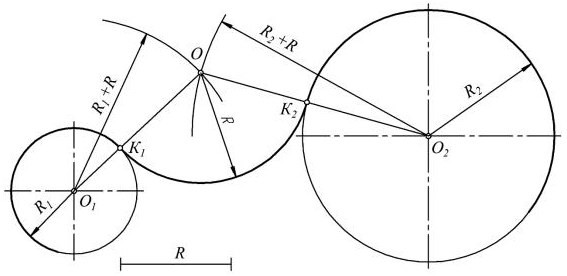 R₂+R
O
R₁+R
R₂
R
K₂
K₁
O₂
O₁
R₁
R